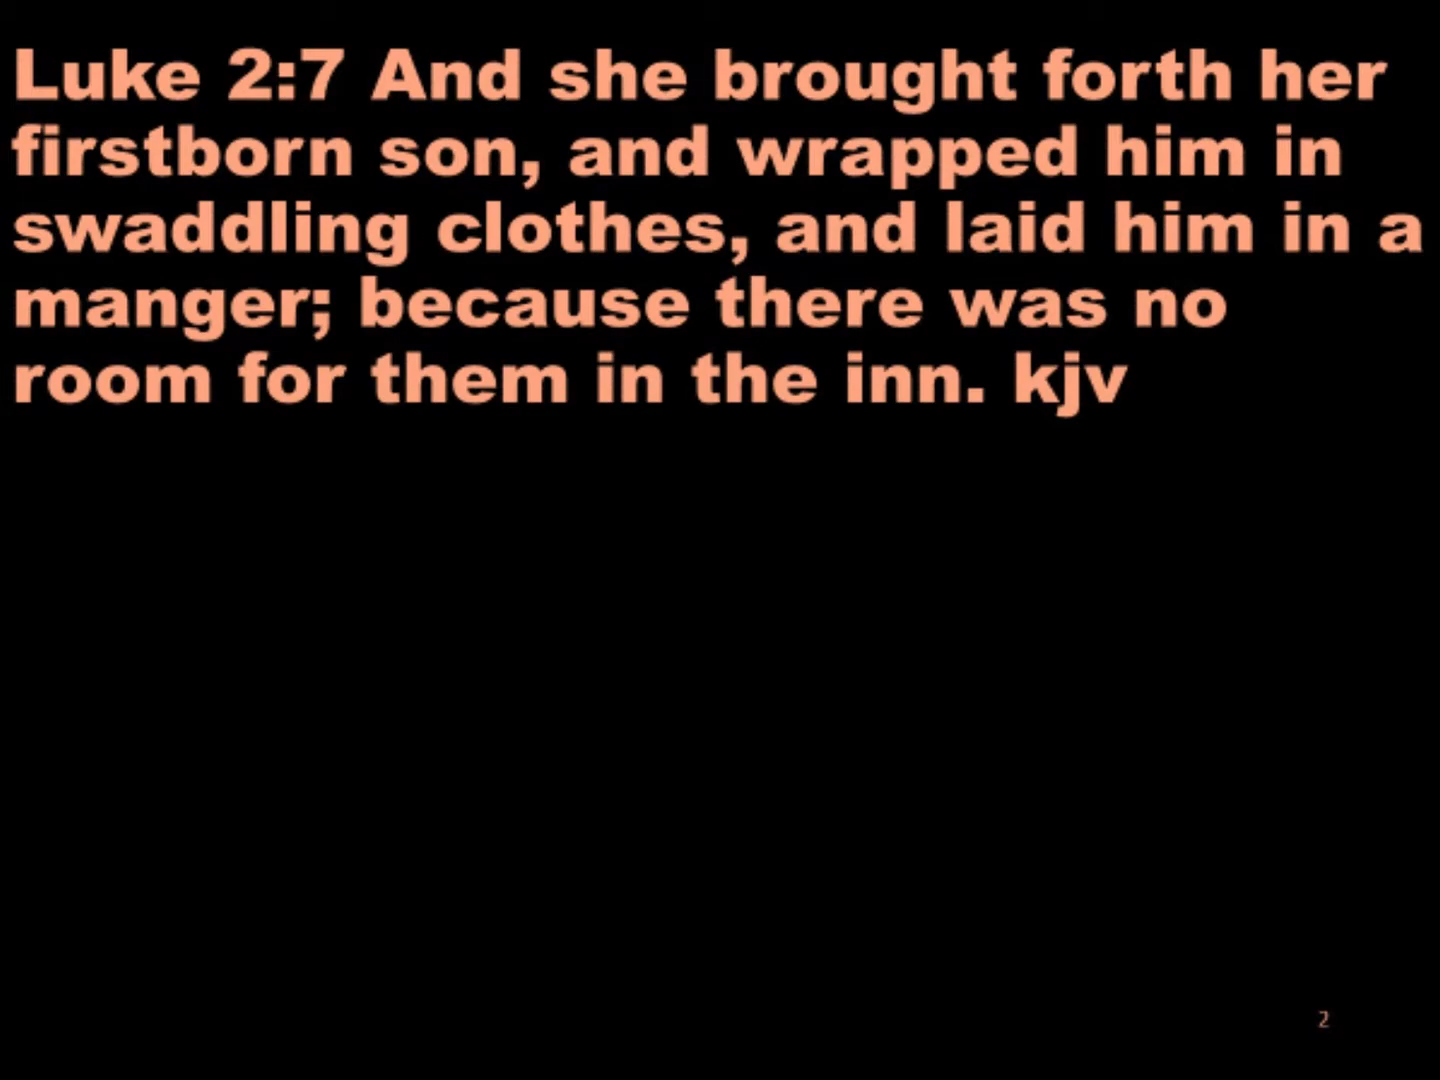 Luke 2:7 And she brought forth her
firstborn son, and wrapped him in
swaddling clothes, and laid him in a
manger; because there was no
room for them in the inn. kjv
2